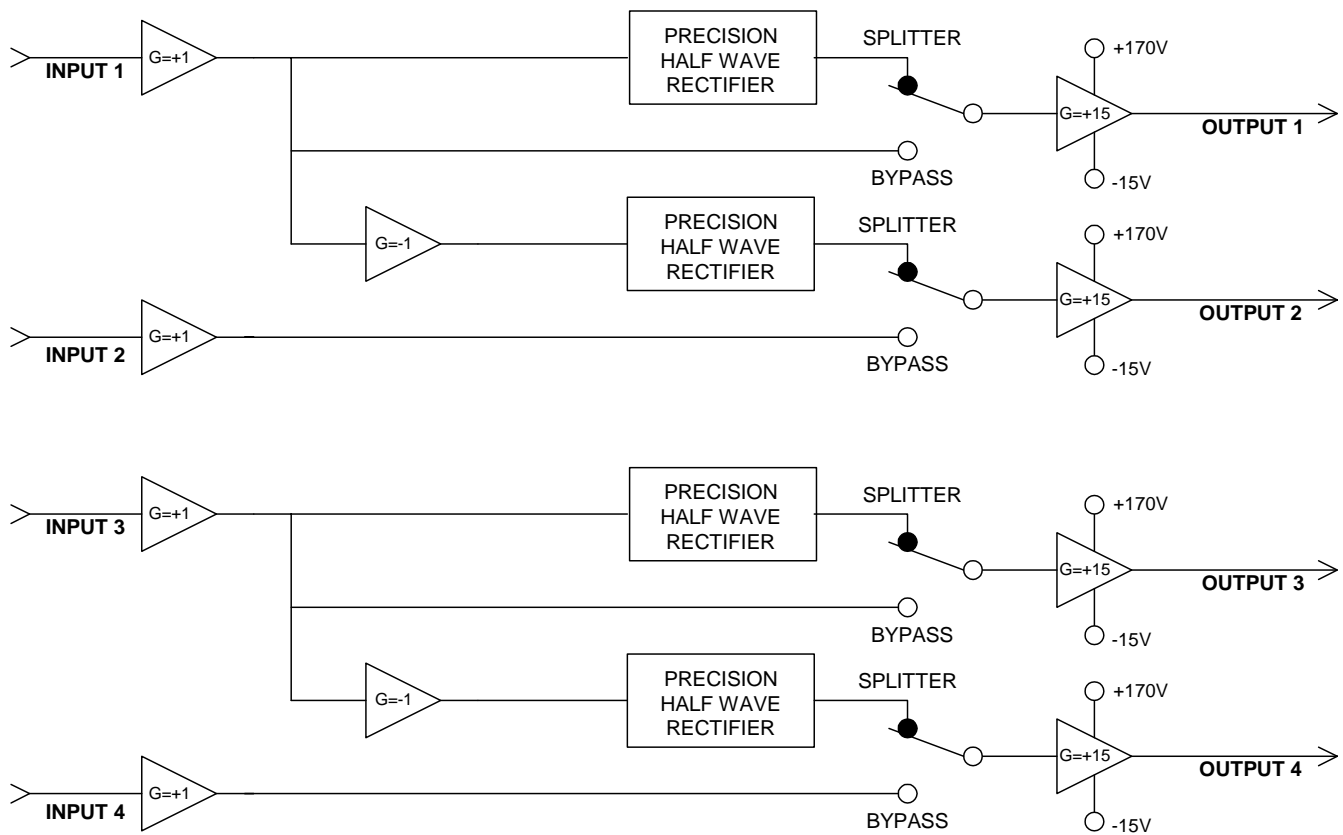 PRECISION
HALF WAVE
RECTIFIER
SPLITTER
+170V
G=+1
INPUT 1
G=+15
OUTPUT 1
BYPASS
-15V
PRECISION
HALF WAVE
RECTIFIER
SPLITTER
+170V
G=-1
G=+15
OUTPUT 2
G=+1
INPUT 2
BYPASS
-15V
PRECISION
HALF WAVE
RECTIFIER
SPLITTER
+170V
G=+1
INPUT 3
G=+15
OUTPUT 3
BYPASS
-15V
PRECISION
HALF WAVE
RECTIFIER
SPLITTER
+170V
G=-1
G=+15
OUTPUT 4
G=+1
INPUT 4
BYPASS
-15V